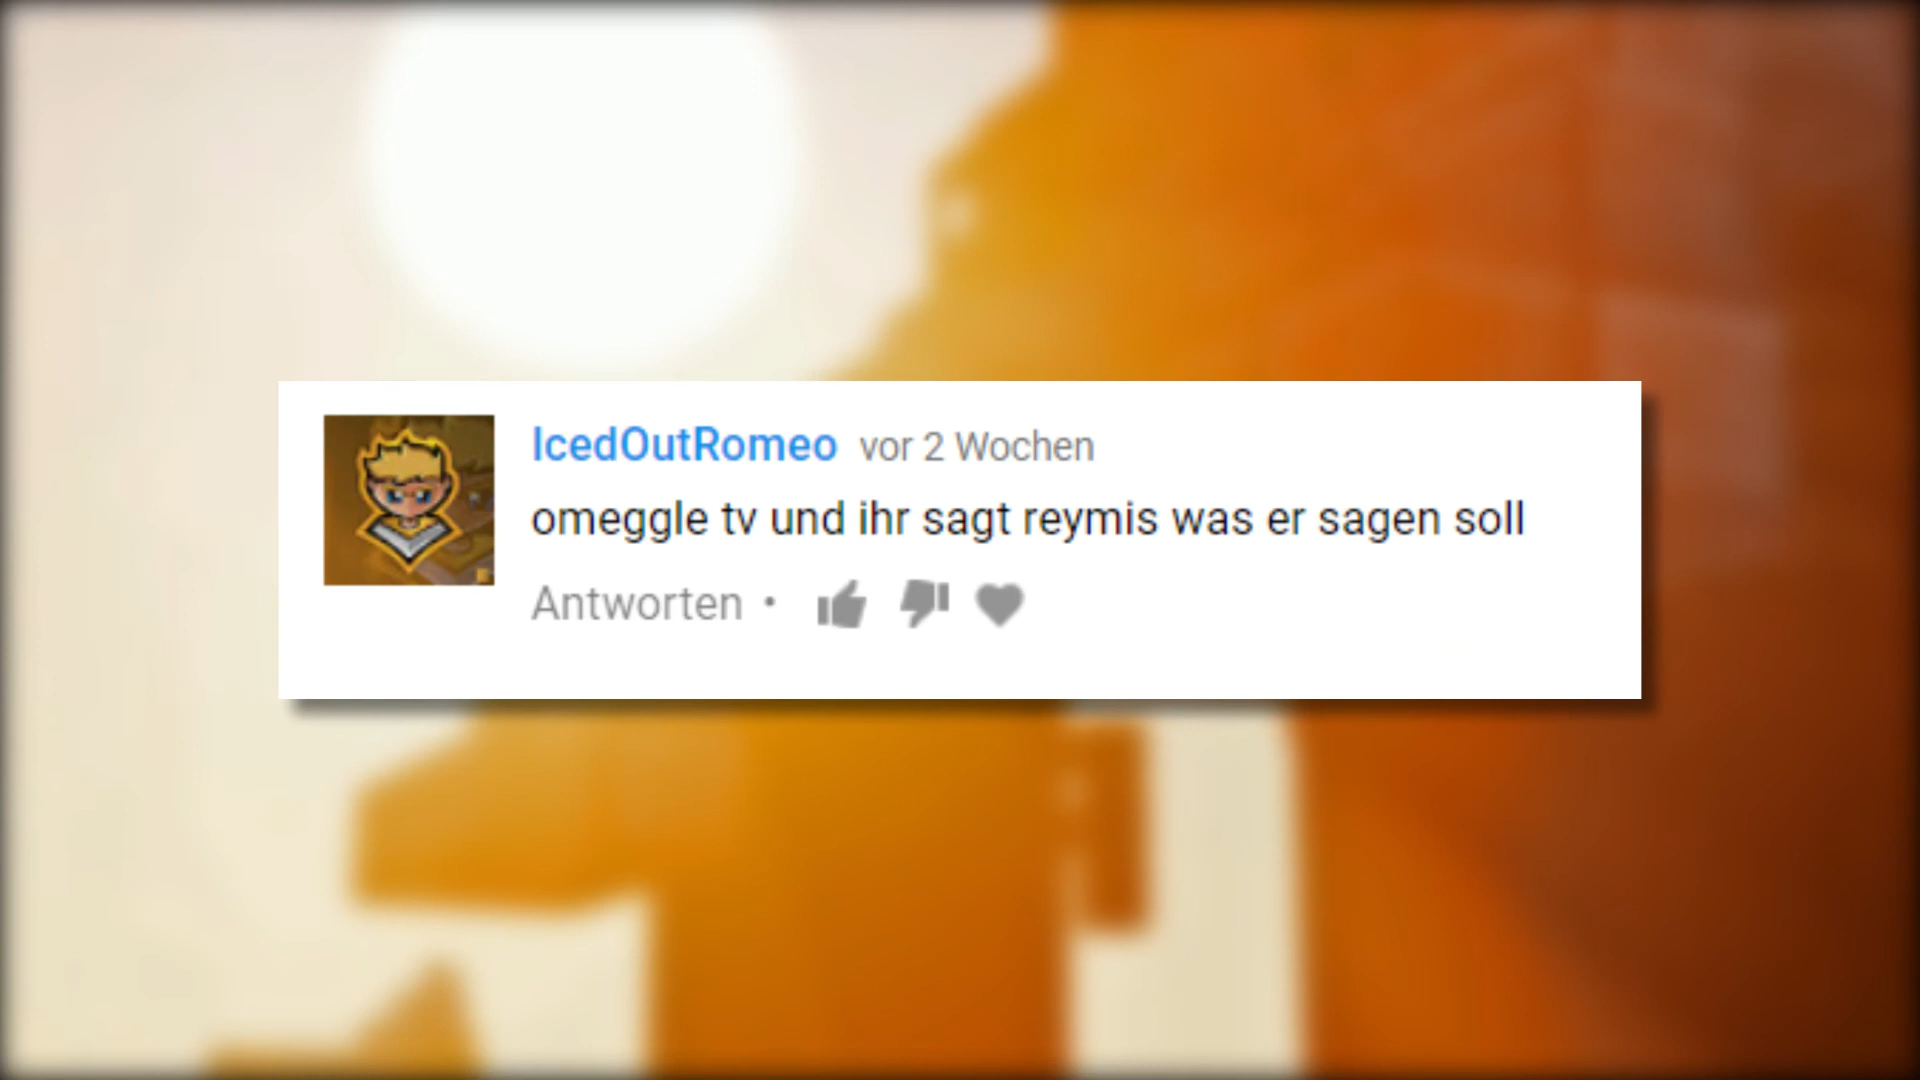 IcedOutRomeo vor 2 Wochen
omeggle tv und ihr sagt reymis was er sagen soll
Antworten •